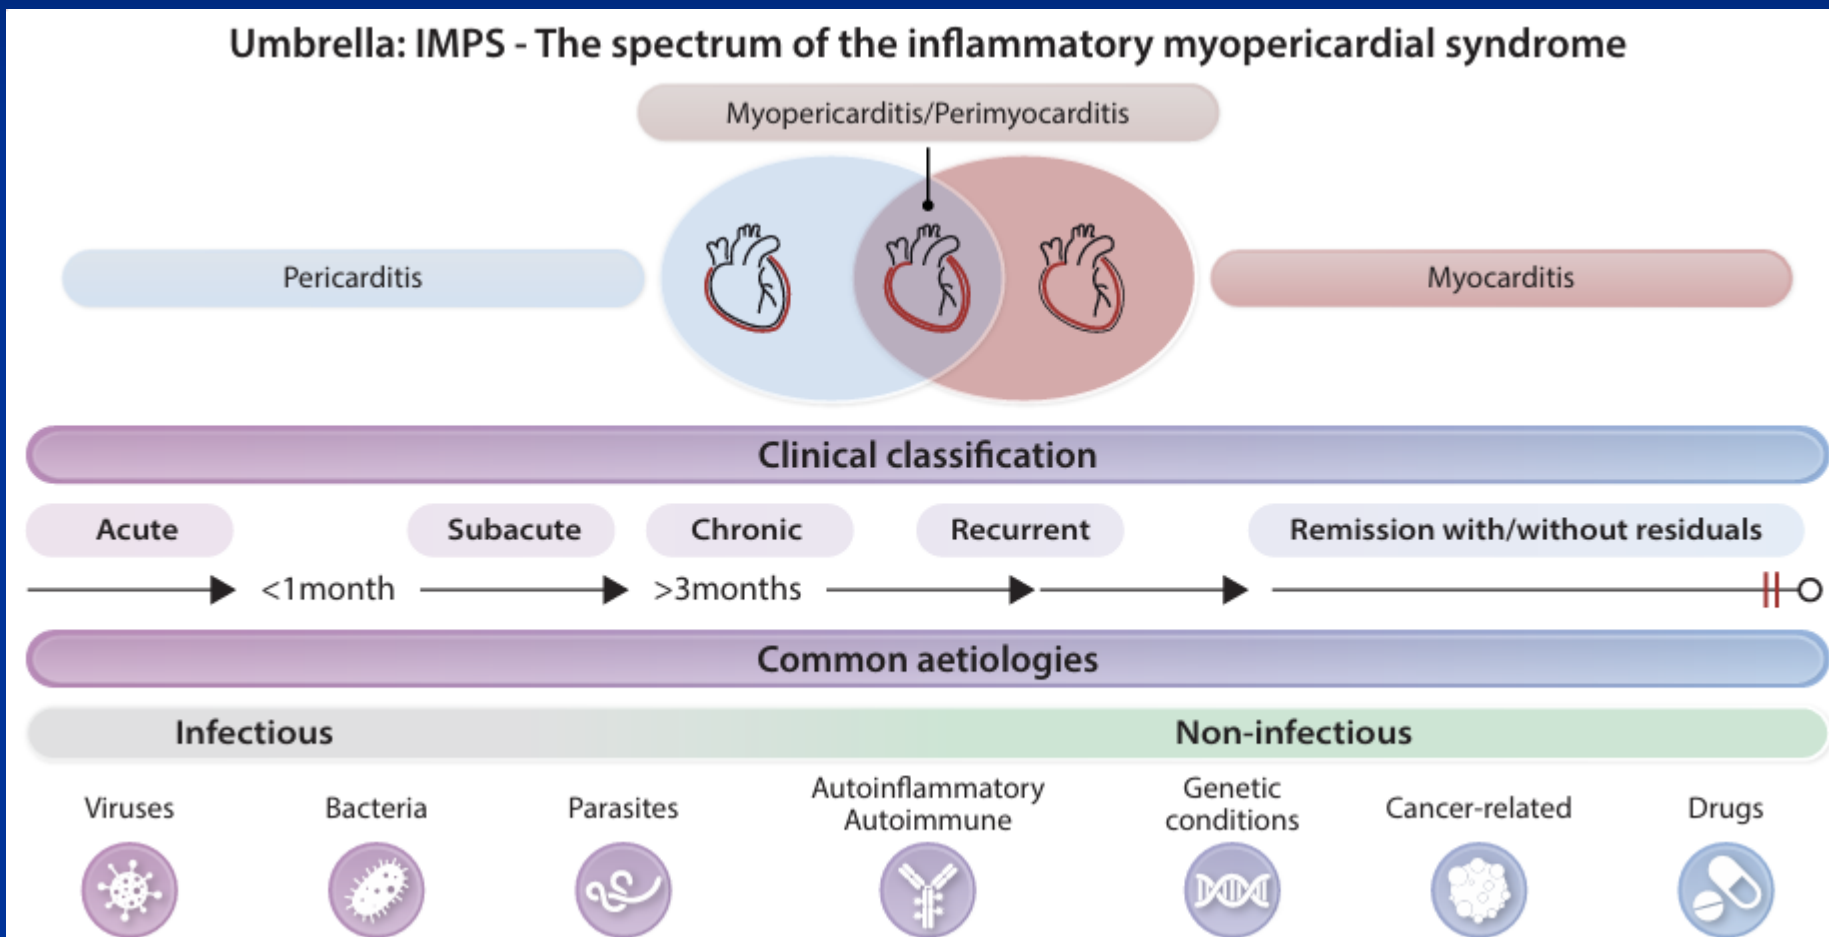 Umbrella: IMPS - The spectrum of the inflammatory myopericardial syndrome
Myopericarditis/Perimyocarditis
Pericarditis
Myocarditis
Clinical classification
Acute
Subacute
Chronic
Recurrent
Remission with/without residuals
<1month
>3months
Common aetiologies
Infectious
Non-infectious
Viruses
Bacteria
Parasites
Autoinflammatory
Autoimmune
Genetic
conditions
Cancer-related
Drugs